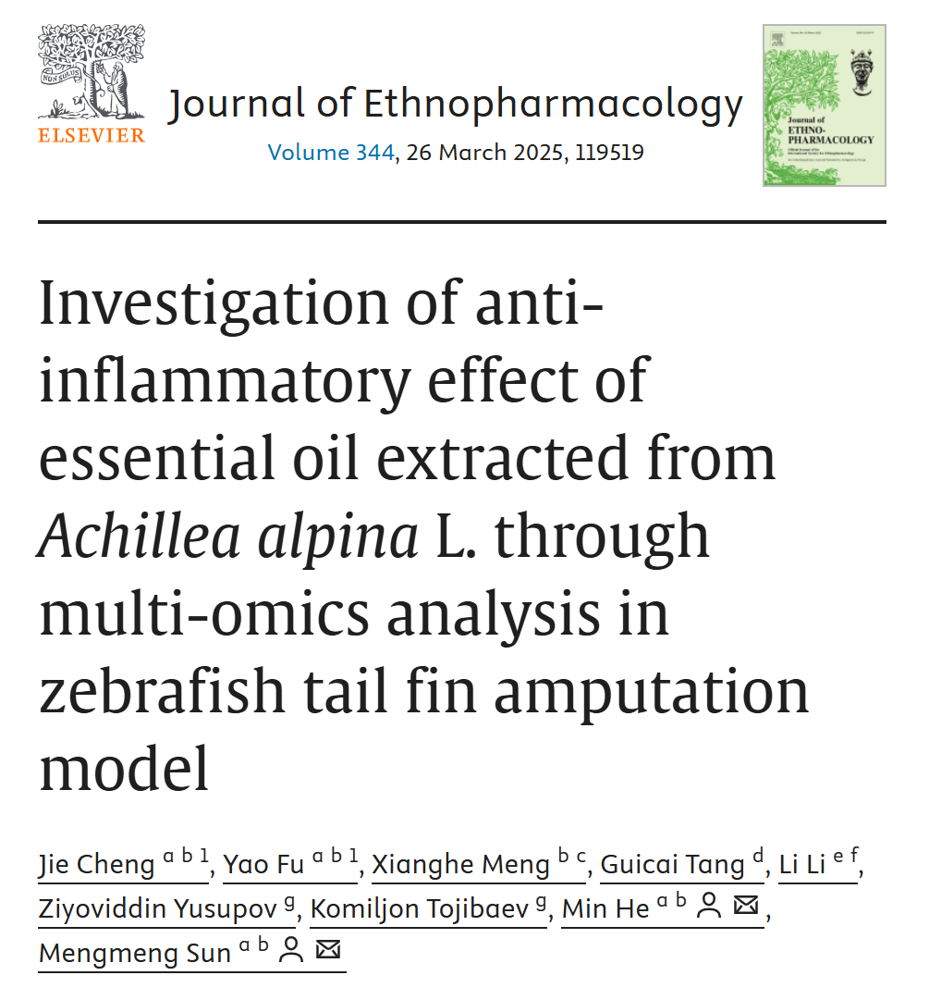 NON SOLUS
ELSEVIER
Journal of Ethnopharmacology
Volume 344, 26 March 2025, 119519
Journal of
ETHNO-
PHARMACOLOGY
Investigation of anti-
inflammatory effect of
essential oil extracted from
Achillea alpina L. through
multi-omics analysis in
zebrafish tail fin amputation
model
Jie Cheng a b 1, Yao Fu a b 1, Xianghe Meng b c, Guicai Tang d, Li Li e f,
Ziyoviddin Yusupov g, Komiljon Tojibaev g, Min He a b,
Mengmeng Sun a b